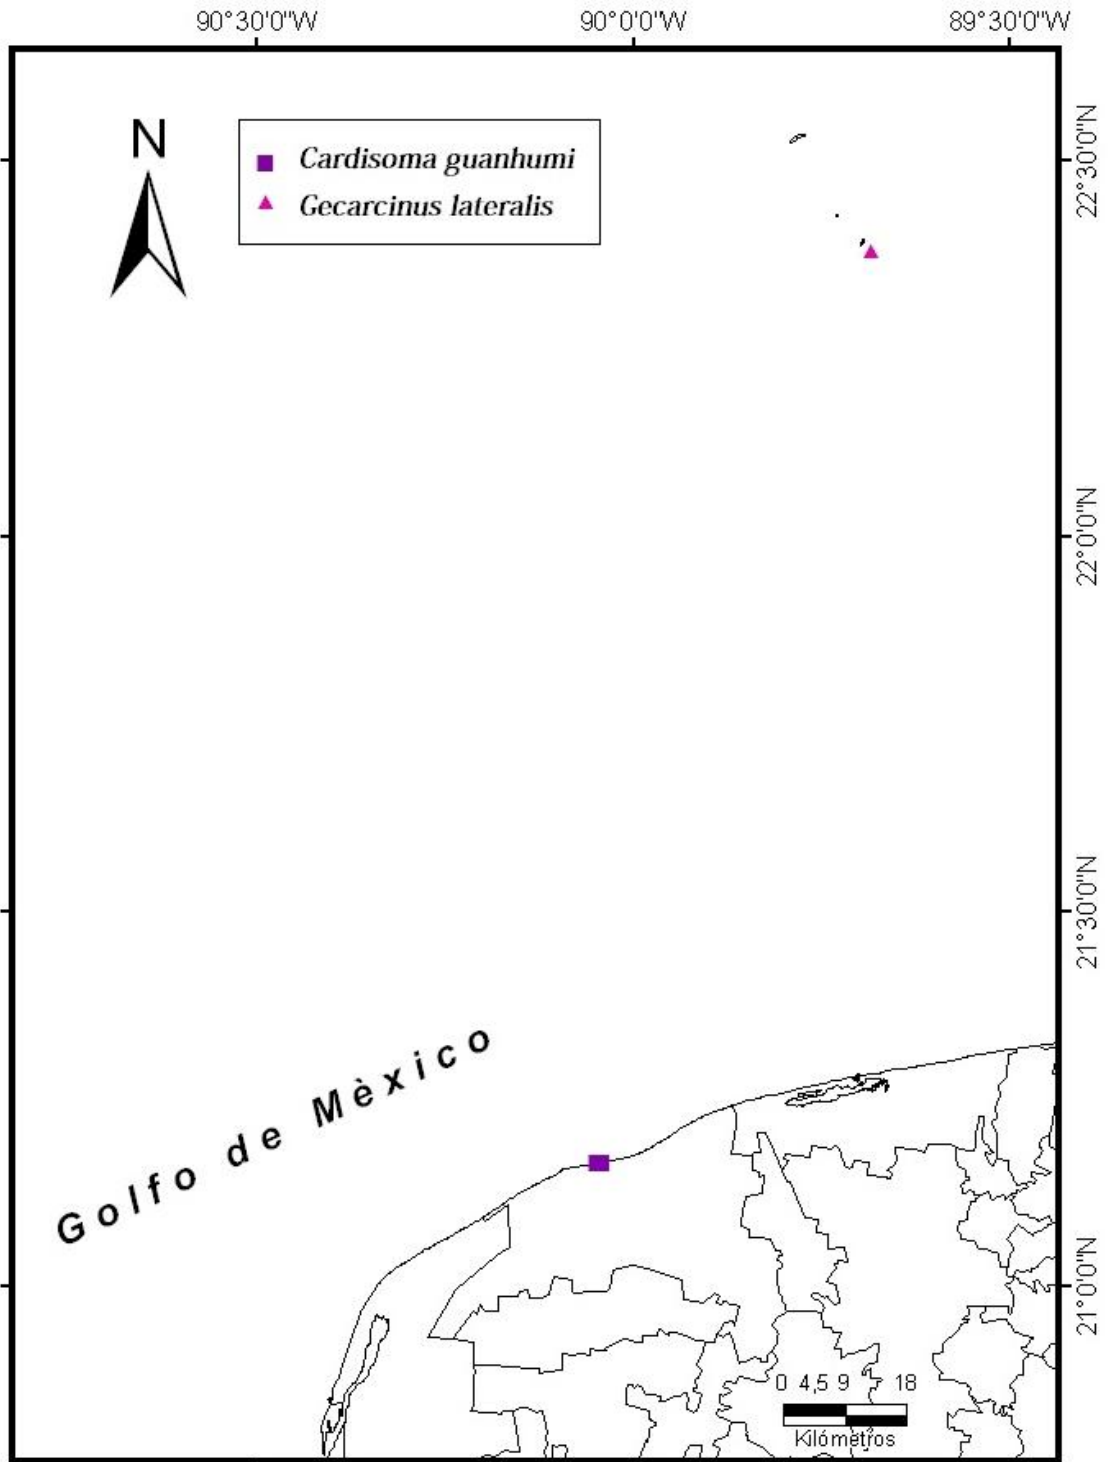 90°30'0"W 90°0'0"W 89°30'0"W
N
Cardisoma guanhumi
Gecarcinus lateralis
22°30'0"N
22°0'0"N
21°30'0"N
Golfo de Mèxico
21°0'0"N
0 4,5 9 18
Kilómetros